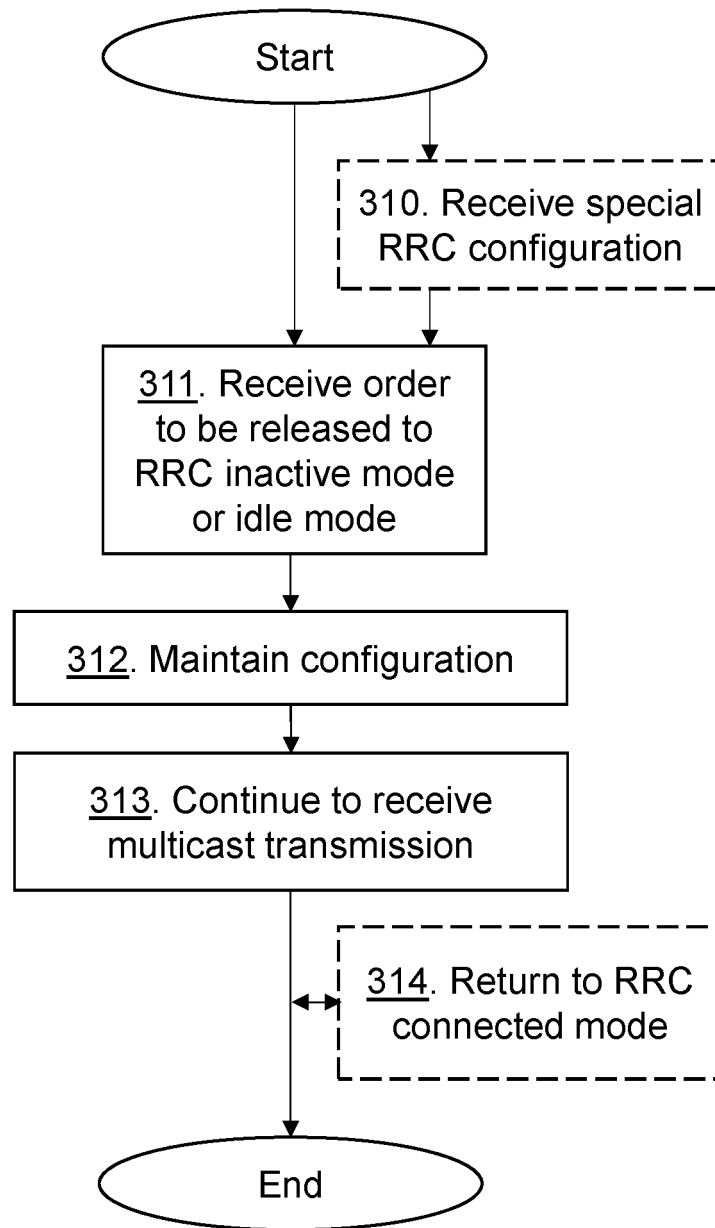 Start
310. Receive special
RRC configuration
311. Receive order
to be released to
RRC inactive mode
or idle mode
312. Maintain configuration
313. Continue to receive
multicast transmission
314. Return to RRC
connected mode
End